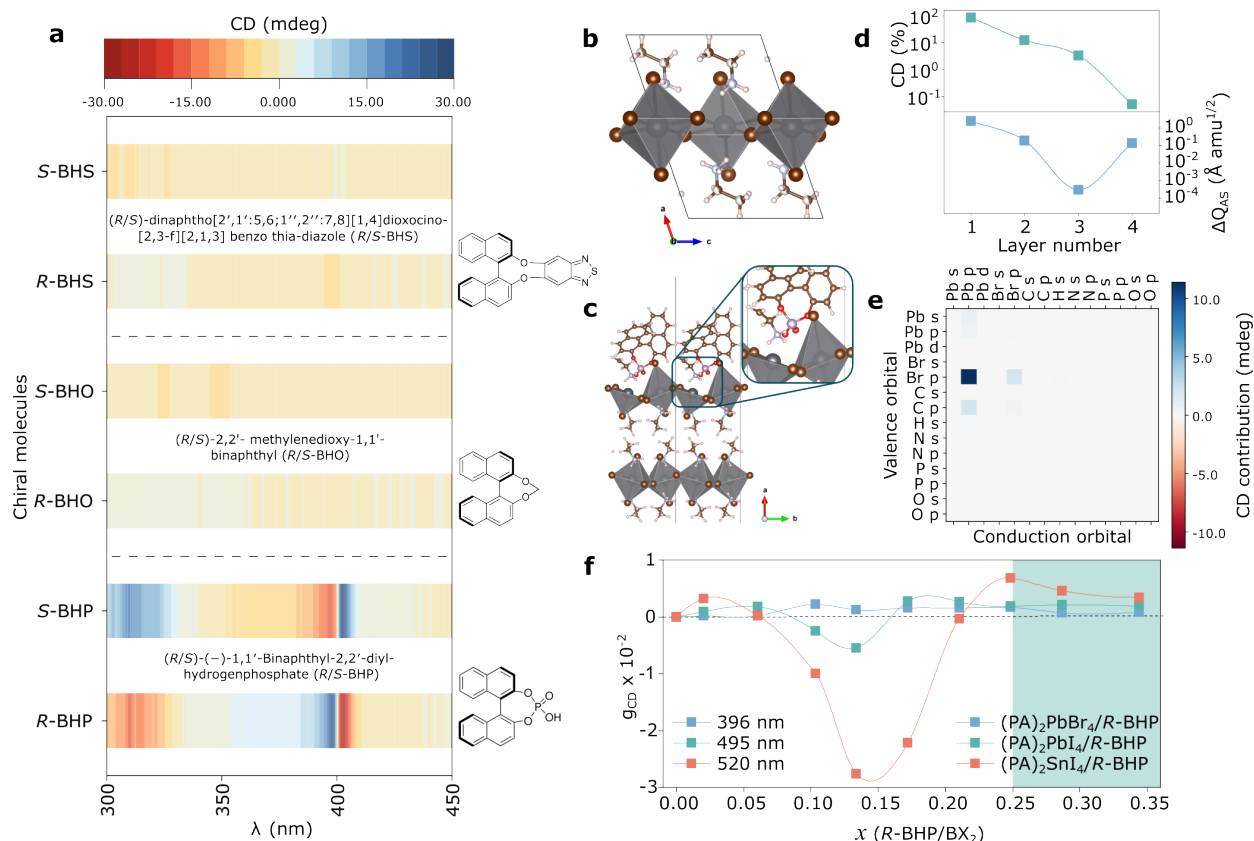 a
CD (mdeg)
-30.00
-15.00
0.000
15.00
30.00
Chiral molecules
S-BHS
(R/S)-dinaphtho[2′,1′:5,6;1′′,2′′:7,8][1,4]dioxocino-
[2,3-f][2,1,3] benzo thia-diazole (R/S-BHS)
R-BHS
S-BHO
(R/S)-2,2'- methylenedioxy-1,1'-
binaphthyl (R/S-BHO)
R-BHO
S-BHP
(R/S)-(−)-1,1′-Binaphthyl-2,2′-diyl-
hydrogenphosphate (R/S-BHP)
R-BHP
300
350
400
450
λ (nm)
O
O
N
S
N
O
O
O
O
P
O
OH
b
a
b
c
c
a
b
d
CD (%)
10²
10¹
10⁰
10⁻¹
10⁰
10⁻¹
10⁻²
10⁻³
10⁻⁴
ΔQ_AS (Å amu^1/2)
1
2
3
4
Layer number
e
Pb s
Pb p
Pb d
Br s
Br p
C s
C p
H s
N s
N p
P s
P p
O s
O p
Valence orbital
Pb s
Pb p
Pb d
Br s
Br p
C s
C p
H s
N s
N p
P s
P p
O s
O p
Conduction orbital
10.0
5.0
0.0
-5.0
-10.0
CD contribution (mdeg)
f
g_CD x 10⁻²
1
0
-1
-2
-3
396 nm
495 nm
520 nm
(PA)₂PbBr₄/R-BHP
(PA)₂PbI₄/R-BHP
(PA)₂SnI₄/R-BHP
0.00
0.05
0.10
0.15
0.20
0.25
0.30
0.35
x (R-BHP/BX₂)